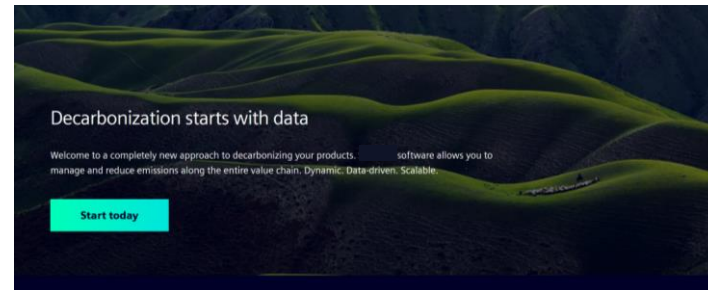 Decarbonization starts with data
Welcome to a completely new approach to decarbonizing your products. software allows you to
manage and reduce emissions along the entire value chain. Dynamic. Data-driven. Scalable.
Start today